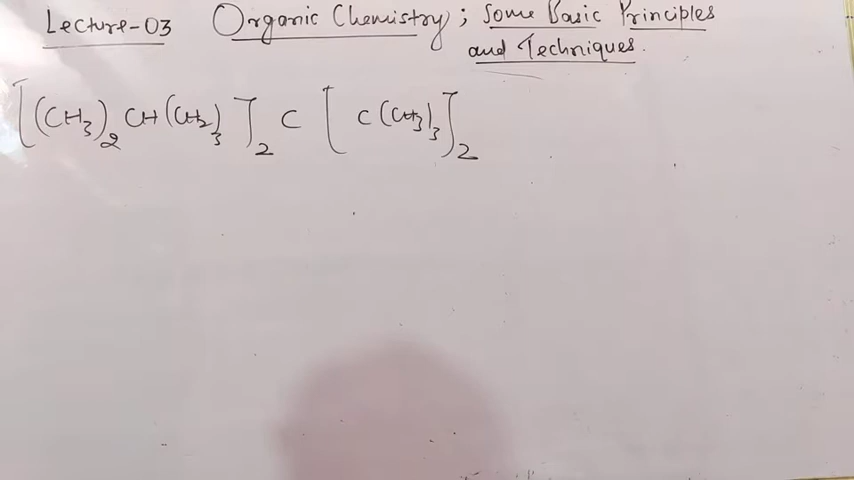 Lecture-03 Organic Chemistry; Some Basic Principles
and Techniques.
[(CH₃)₂ CH(CH₂)₃]₂ C [C(CH₃)₃]₂